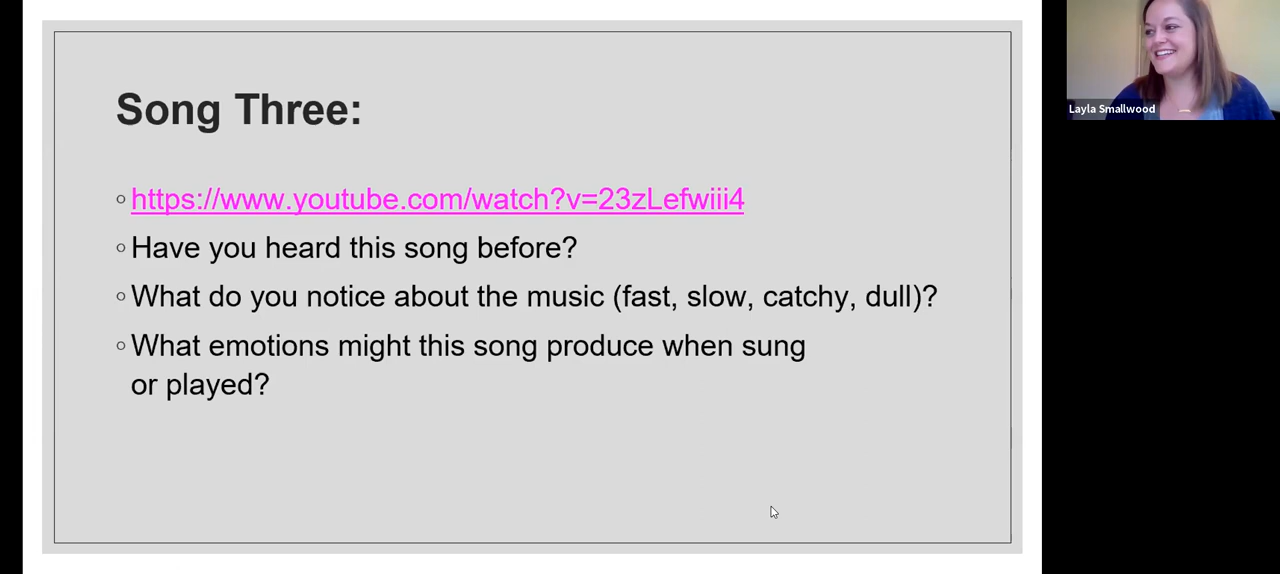 Song Three:
https://www.youtube.com/watch?v=23zLefwiii4
Have you heard this song before?
What do you notice about the music (fast, slow, catchy, dull)?
What emotions might this song produce when sung
or played?
Layla Smallwood